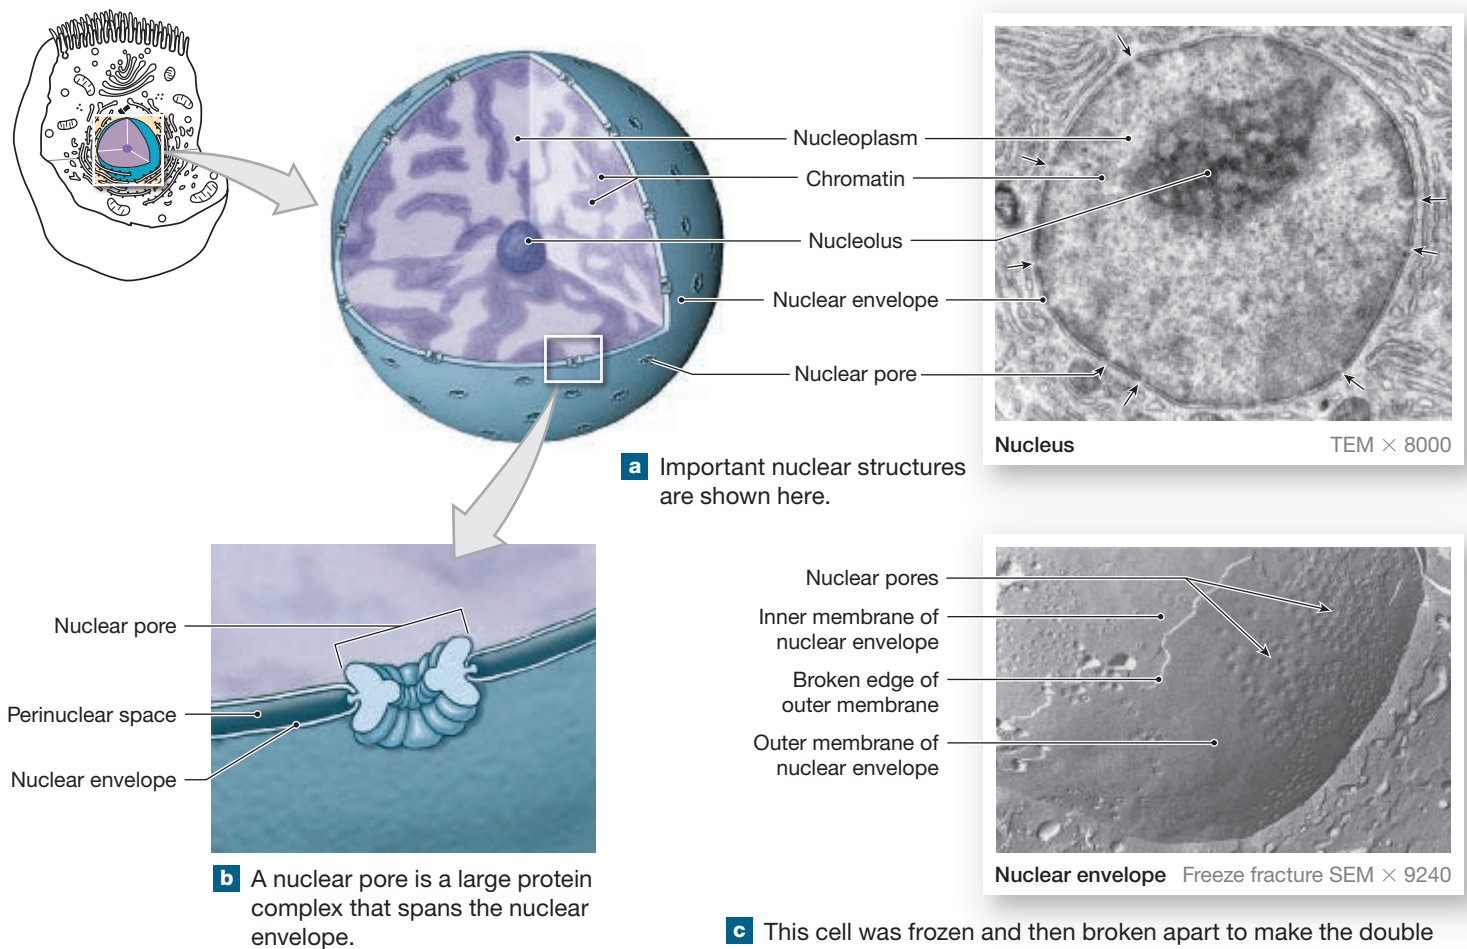 Nucleoplasm
Chromatin
Nucleolus
Nuclear envelope
Nuclear pore
Nucleus TEM × 8000
a Important nuclear structures
are shown here.
Nuclear pore
Perinuclear space
Nuclear envelope
b A nuclear pore is a large protein
complex that spans the nuclear
envelope.
Nuclear pores
Inner membrane of
nuclear envelope
Broken edge of
outer membrane
Outer membrane of
nuclear envelope
Nuclear envelope Freeze fracture SEM × 9240
c This cell was frozen and then broken apart to make the double